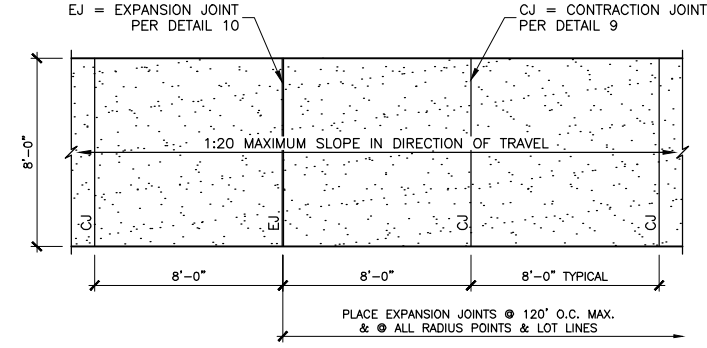 EJ = EXPANSION JOINT
PER DETAIL 10
CJ = CONTRACTION JOINT
PER DETAIL 9
8'-0"
1:20 MAXIMUM SLOPE IN DIRECTION OF TRAVEL
CJ
EJ
CJ
CJ
8'-0"
8'-0"
8'-0" TYPICAL
PLACE EXPANSION JOINTS @ 120' O.C. MAX.
& @ ALL RADIUS POINTS & LOT LINES